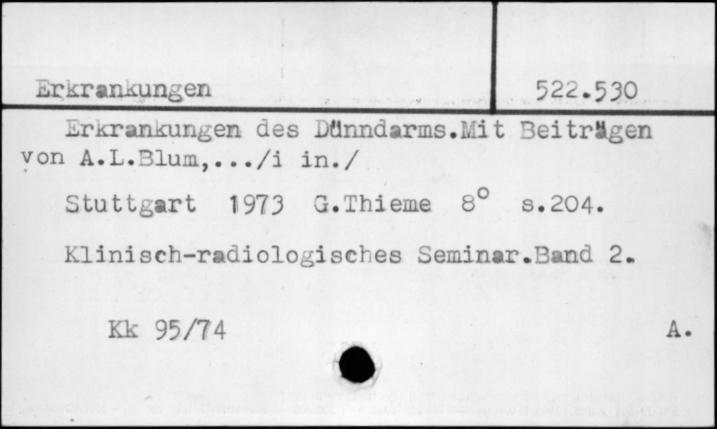 Erkrankungen 522.530
Erkrankungen des Dünndarms.Mit Beiträgen
von A.L.Blum,.../i in./
Stuttgart 1973 G.Thieme 8° s.204.
Klinisch-radiologisches Seminar.Band 2.
Kk 95/74 A.